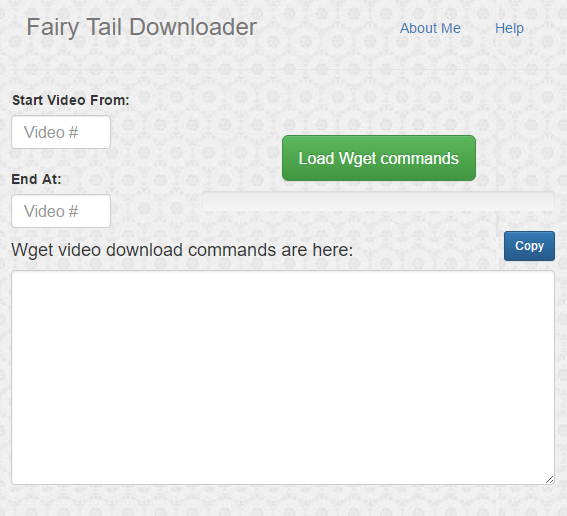 Fairy Tail Downloader
About Me
Help
Start Video From:
Video #
Load Wget commands
End At:
Video #
Wget video download commands are here:
Copy